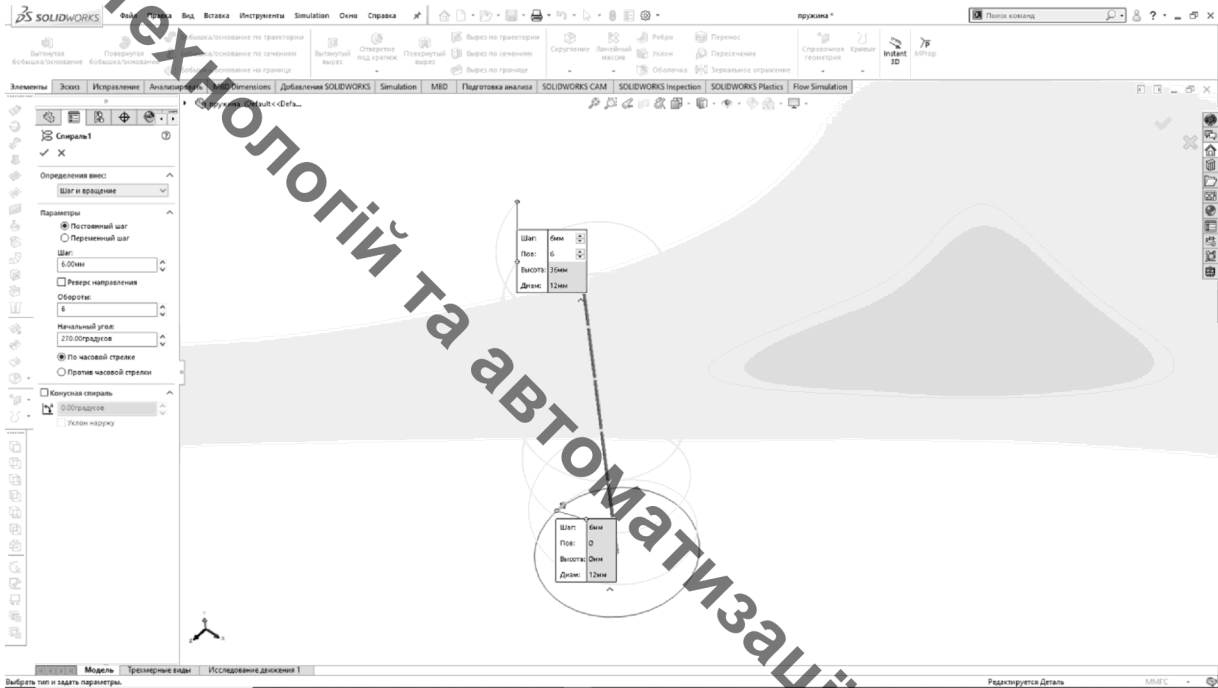 SOLIDWORKS
Файл Правка Вид Вставка Инструменты Simulation Окно Справка
пружина *
Поиск команд
Вытянутая бобышка/основание
Повернутая бобышка/основание
Бобышка/основание по траектории
Бобышка/основание по сечениям
Бобышка/основание на границе
Вытянутый вырез
Отверстие под крепеж
Повернутый вырез
Вырез по траектории
Вырез по сечениям
Вырез по границе
Скругление
Линейный массив
Ребро
Уклон
Оболочка
Перенос
Пересечение
Зеркальное отражение
Справочная геометрия
Кривые
Instant 3D
Элементы Эскиз Исправление Анализировать MBD Dimensions Добавления SOLIDWORKS Simulation MBD Подготовка анализа SOLIDWORKS CAM SOLIDWORKS Inspection SOLIDWORKS Plastics Flow Simulation
пружина (Default<<Defa...
Спираль1
Определения внес:
Шаг и вращение
Параметры
Постоянный шаг
Переменный шаг
Шаг:
6.00мм
Реверс направления
Обороты:
6
Начальный угол:
270.00градусов
По часовой стрелке
Против часовой стрелки
Конусная спираль
0.00градусов
Уклон наружу
Шаг: 6мм
Пов: 6
Высота: 36мм
Диам: 12мм
Шаг: 6мм
Пов: 0
Высота: 0мм
Диам: 12мм
технологій та автоматизації
Модель Трехмерные виды Исследование движения 1
Выбрать тип и задать параметры.
Редактируется Деталь
ММГС